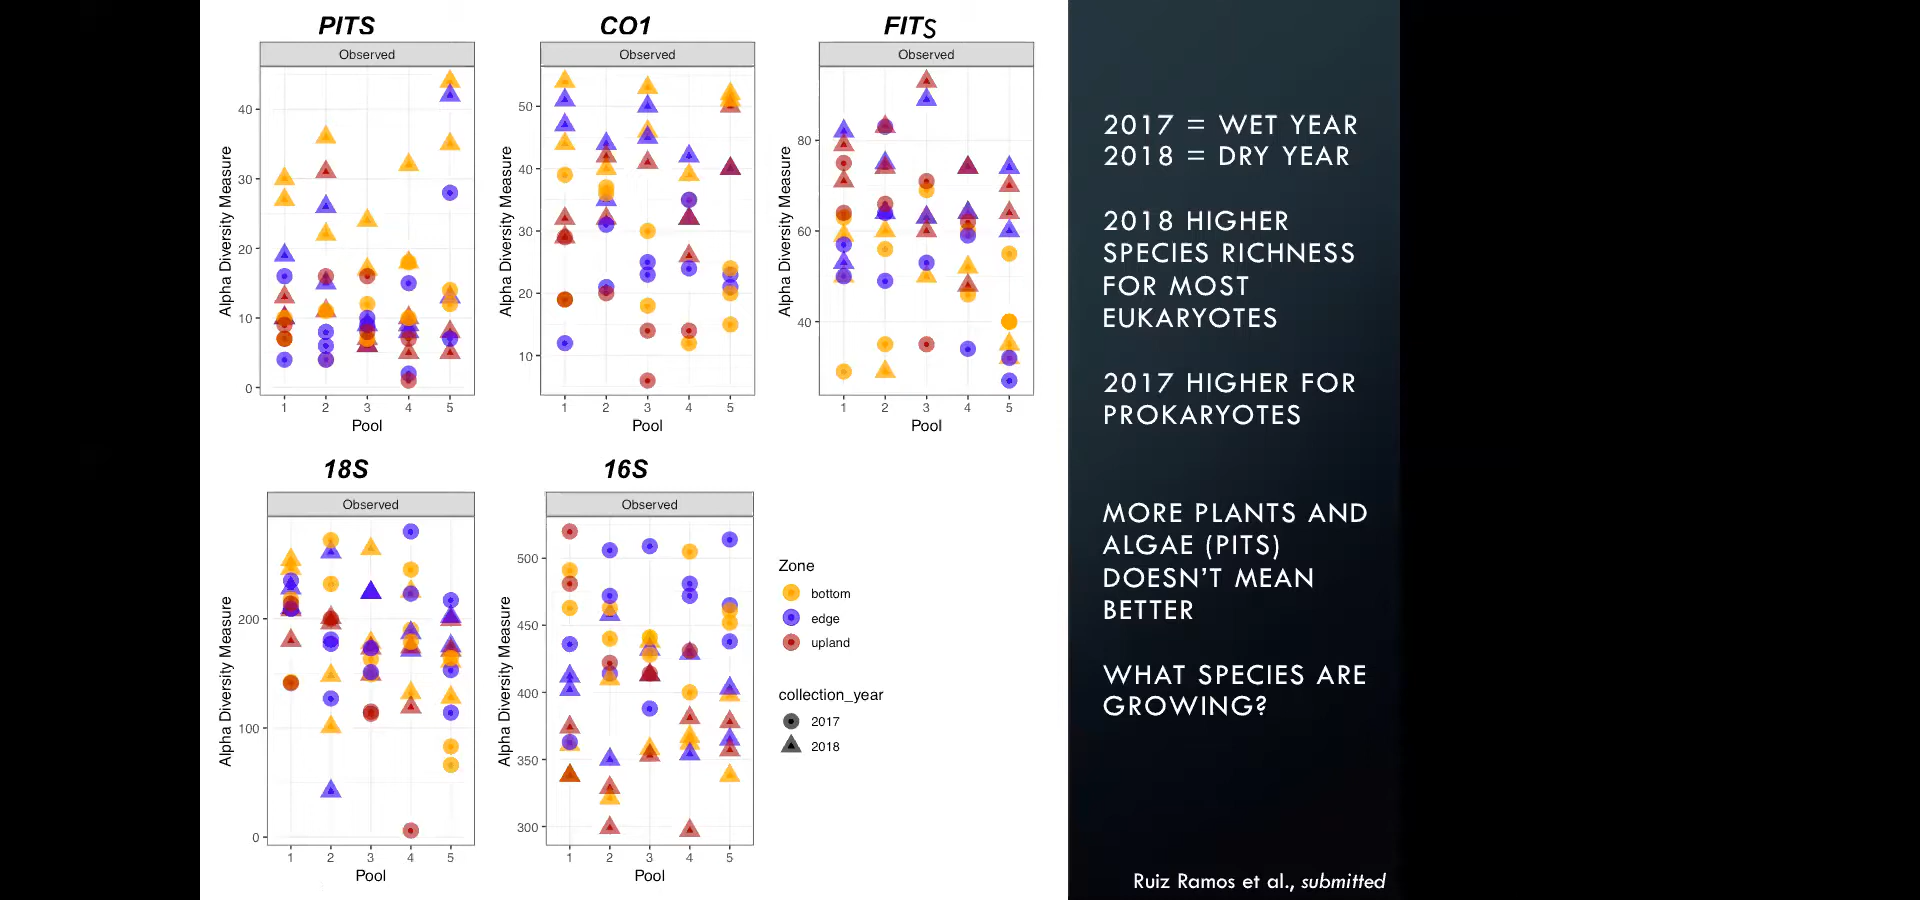 PITS
Observed
40
30
20
10
0
Alpha Diversity Measure
1 2 3 4 5
Pool
CO1
Observed
50
40
30
20
10
Alpha Diversity Measure
1 2 3 4 5
Pool
FITS
Observed
80
60
40
Alpha Diversity Measure
1 2 3 4 5
Pool
18S
Observed
200
100
0
Alpha Diversity Measure
1 2 3 4 5
Pool
16S
Observed
500
450
400
350
300
Alpha Diversity Measure
1 2 3 4 5
Pool
Zone
bottom
edge
upland
collection_year
2017
2018
2017 = WET YEAR
2018 = DRY YEAR
2018 HIGHER
SPECIES RICHNESS
FOR MOST
EUKARYOTES
2017 HIGHER FOR
PROKARYOTES
MORE PLANTS AND
ALGAE (PITS)
DOESN'T MEAN
BETTER
WHAT SPECIES ARE
GROWING?
Ruiz Ramos et al., submitted